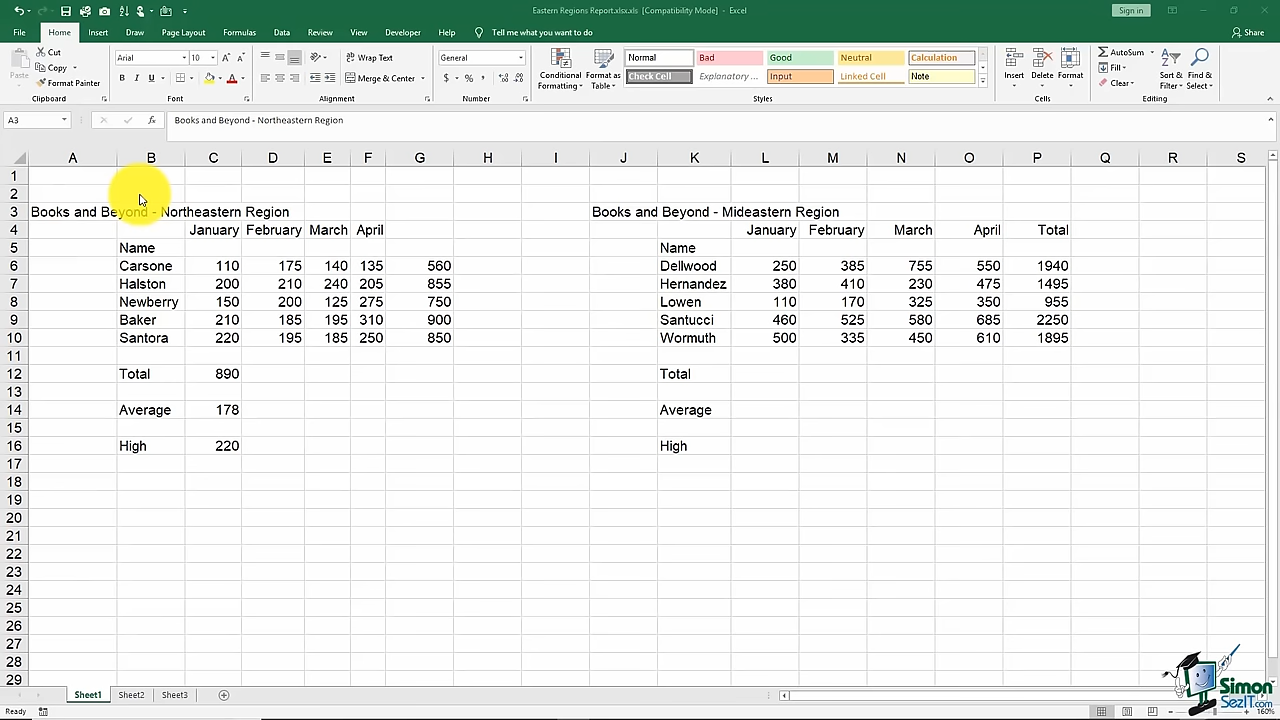 Eastern Regions Report.xlsx.xls [Compatibility Mode] - Excel
Sign in
File Home Insert Draw Page Layout Formulas Data Review View Developer Help Tell me what you want to do Share
Paste
Cut
Copy
Format Painter
Clipboard
Arial 10
B I U
Font
Wrap Text
Merge & Center
Alignment
General
$ % ,
Number
Conditional Formatting
Format as Table
Normal Bad Good Neutral Calculation
Check Cell Explanatory ... Input Linked Cell Note
Styles
Insert Delete Format
Cells
AutoSum
Fill
Clear
Sort & Filter
Find & Select
Editing
A3 fx Books and Beyond - Northeastern Region
A B C D E F G H I J K L M N O P Q R S
1
2
3 Books and Beyond - Northeastern Region Books and Beyond - Mideastern Region
4 January February March April January February March April Total
5 Name Name
6 Carsone 110 175 140 135 560 Dellwood 250 385 755 550 1940
7 Halston 200 210 240 205 855 Hernandez 380 410 230 475 1495
8 Newberry 150 200 125 275 750 Lowen 110 170 325 350 955
9 Baker 210 185 195 310 900 Santucci 460 525 580 685 2250
10 Santora 220 195 185 250 850 Wormuth 500 335 450 610 1895
11
12 Total 890 Total
13
14 Average 178 Average
15
16 High 220 High
17
18
19
20
21
22
23
24
25
26
27
28
29
Sheet1 Sheet2 Sheet3
Ready
160%
Simon
SezIT.com